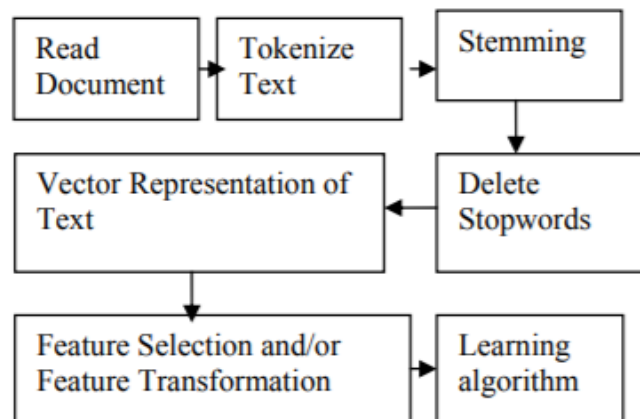 Read
Document
Tokenize
Text
Stemming
Vector Representation of
Text
Delete
Stopwords
Feature Selection and/or
Feature Transformation
Learning
algorithm